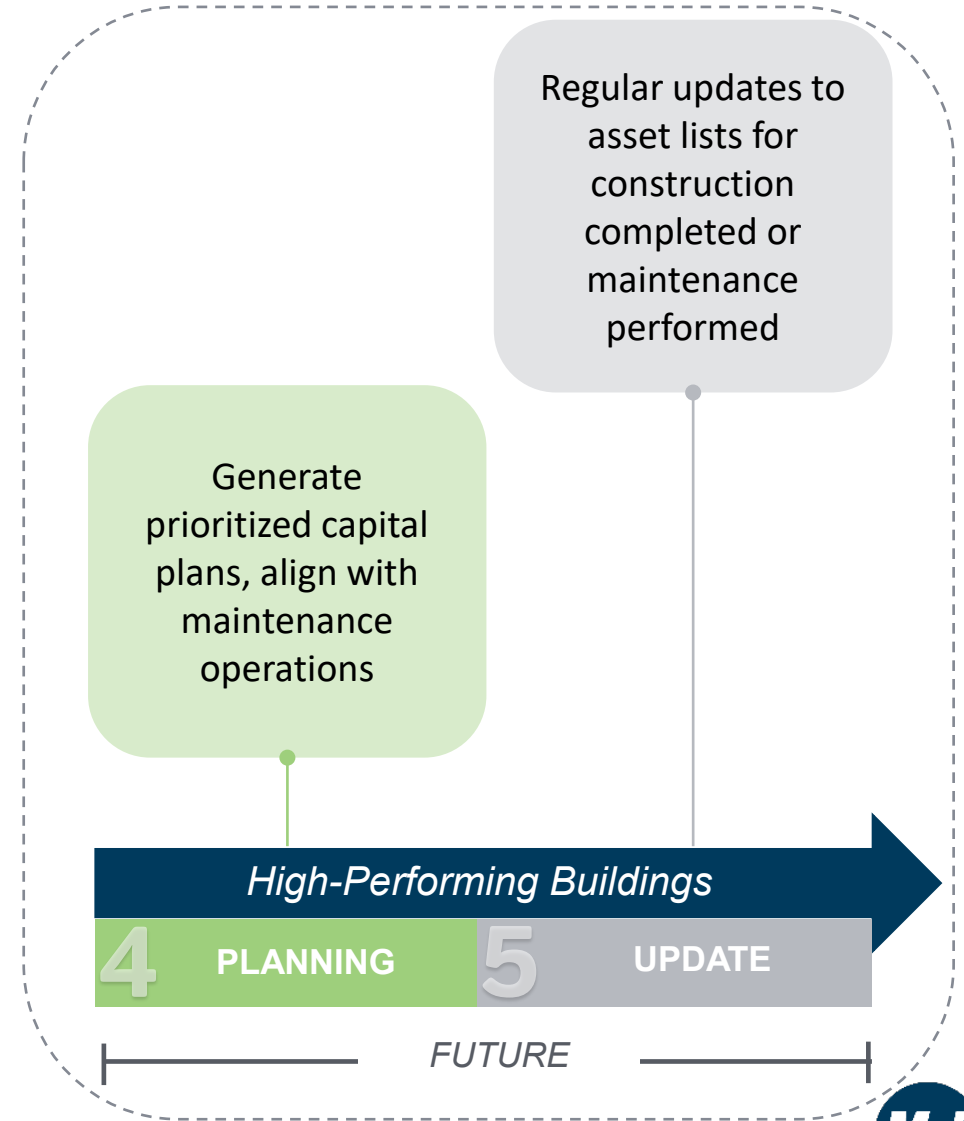 Regular updates to
asset lists for
construction
completed or
maintenance
performed
Generate
prioritized capital
plans, align with
maintenance
operations
High-Performing Buildings
4 PLANNING 5 UPDATE
FUTURE